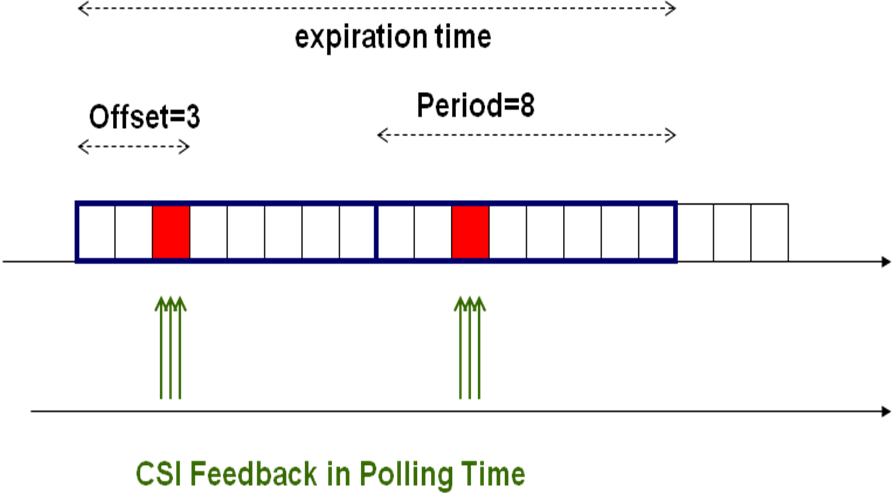 expiration time
Offset=3
Period=8
CSI Feedback in Polling Time